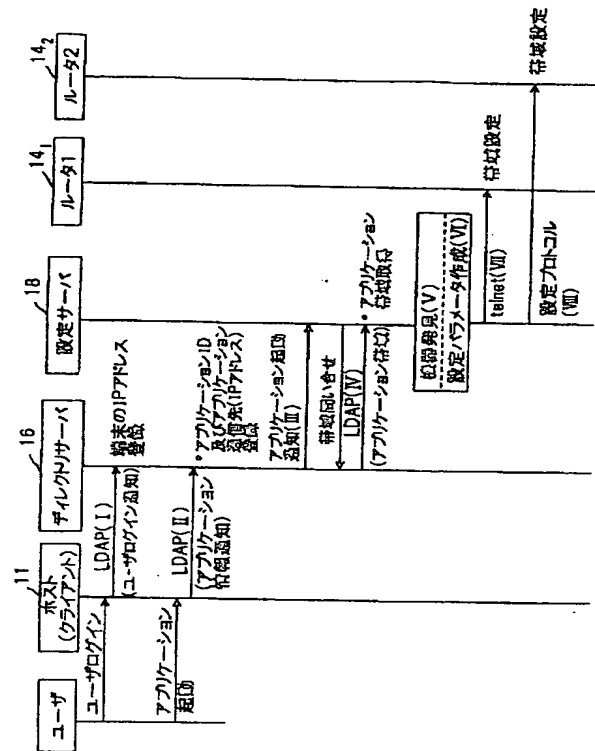 ユーザ
11
ホスト
(クライアント)
16
ディレクトリサーバ
18
設定サーバ
14₁
ルータ1
14₂
ルータ2
ユーザログイン
LDAP(Ⅰ)
(ユーザログイン通知)
端末のIPアドレス
登録
アプリケーション
起動
LDAP(Ⅱ)
(アプリケーション
情報通知)
•アプリケーションID
及びアプリケーション
通信先(IPアドレス)
登録
アプリケーション起動
通知(Ⅲ)
帯域問い合せ
LDAP(Ⅳ)
(アプリケーション帯域)
•アプリケーション
帯域取得
機器発見(Ⅴ)
設定パラメータ作成(Ⅵ)
telnet(Ⅶ)
帯域設定
設定プロトコル
(Ⅷ)
帯域設定